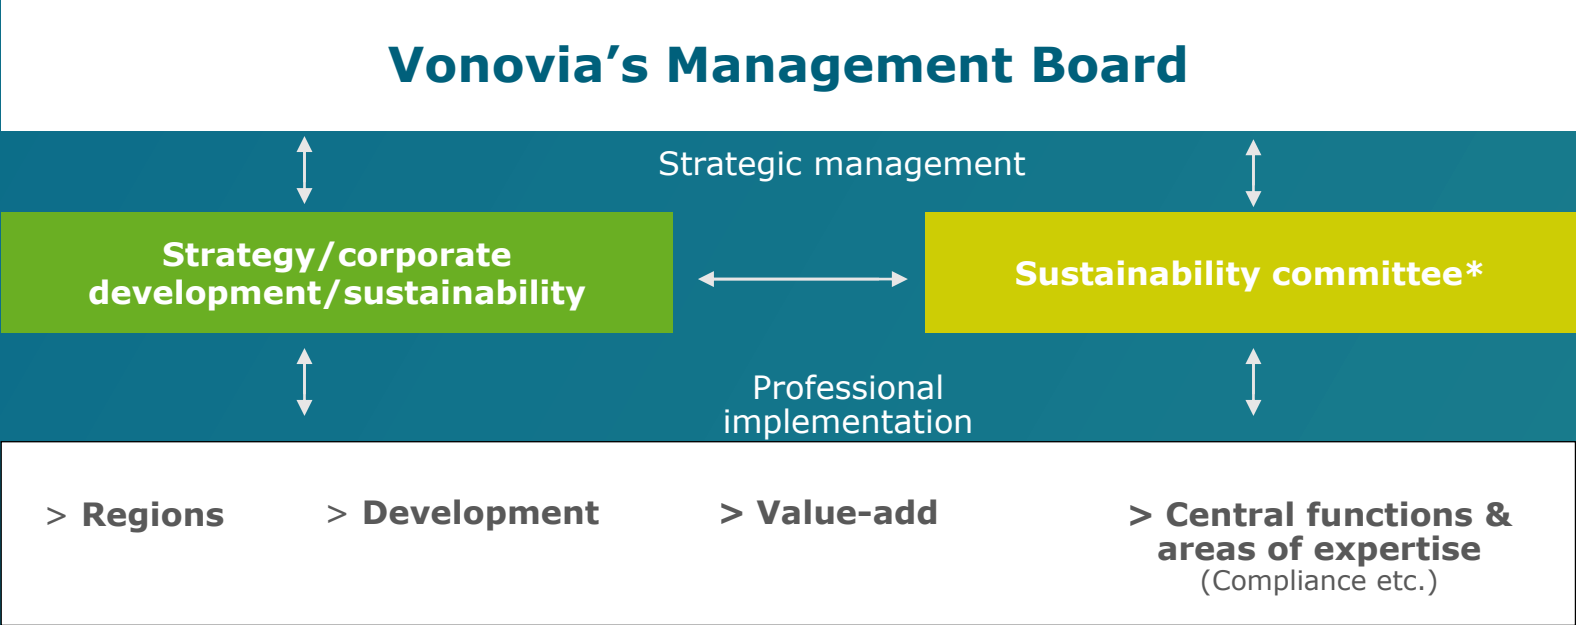 Vonovia’s Management Board
Strategic management
Strategy/corporate
development/sustainability
Sustainability committee*
Professional
implementation
> Regions
> Development
> Value-add
> Central functions &
areas of expertise
(Compliance etc.)